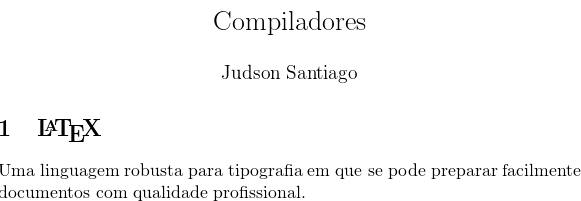 Compiladores
Judson Santiago
1 LATEX
Uma linguagem robusta para tipografia em que se pode preparar facilmente
documentos com qualidade profissional.